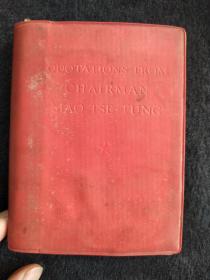 QUOTATIONS FROM
CHAIRMAN
MAO TSE-TUNG